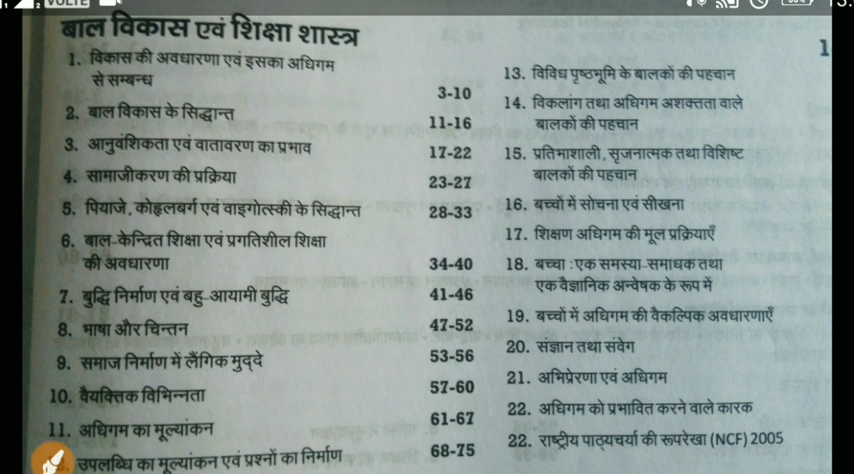 बाल विकास एवं शिक्षा शास्त्र
1. विकास की अवधारणा एवं इसका अधिगम
से सम्बन्ध 3-10
2. बाल विकास के सिद्धान्त 11-16
3. आनुवंशिकता एवं वातावरण का प्रभाव 17-22
4. सामाजीकरण की प्रक्रिया 23-27
5. पियाजे, कोहलबर्ग एवं वाइगोत्स्की के सिद्धान्त 28-33
6. बाल-केन्द्रित शिक्षा एवं प्रगतिशील शिक्षा
की अवधारणा 34-40
7. बुद्धि निर्माण एवं बहु-आयामी बुद्धि 41-46
8. भाषा और चिन्तन 47-52
9. समाज निर्माण में लैंगिक मुद्दे 53-56
10. वैयक्तिक विभिन्नता 57-60
11. अधिगम का मूल्यांकन 61-67
उपलब्धि का मूल्यांकन एवं प्रश्नों का निर्माण 68-75
13. विविध पृष्ठभूमि के बालकों की पहचान
14. विकलांग तथा अधिगम अशक्तता वाले
बालकों की पहचान
15. प्रतिभाशाली, सृजनात्मक तथा विशिष्ट
बालकों की पहचान
16. बच्चों में सोचना एवं सीखना
17. शिक्षण अधिगम की मूल प्रक्रियाएँ
18. बच्चा : एक समस्या-समाधक तथा
एक वैज्ञानिक अन्वेषक के रूप में
19. बच्चों में अधिगम की वैकल्पिक अवधारणाएँ
20. संज्ञान तथा संवेग
21. अभिप्रेरणा एवं अधिगम
22. अधिगम को प्रभावित करने वाले कारक
22. राष्ट्रीय पाठ्यचर्या की रूपरेखा (NCF) 2005